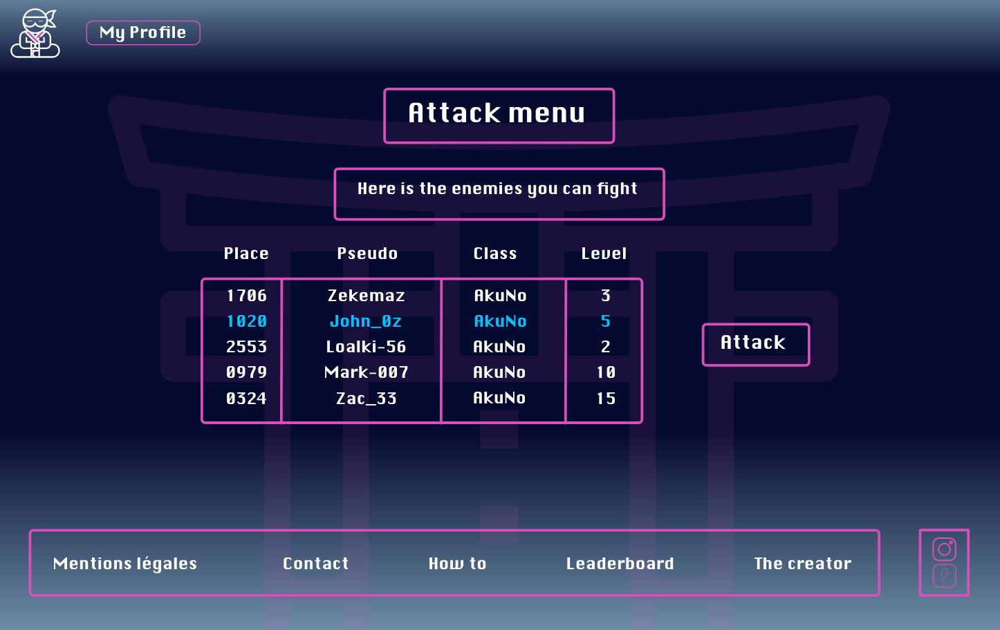 My Profile
Attack menu
Here is the enemies you can fight
Place Pseudo Class Level
1706 Zekemaz AkuNo 3
1020 John_0z AkuNo 5
2553 Loalki-56 AkuNo 2
0979 Mark-007 AkuNo 10
0324 Zac_33 AkuNo 15
Attack
Mentions légales Contact How to Leaderboard The creator